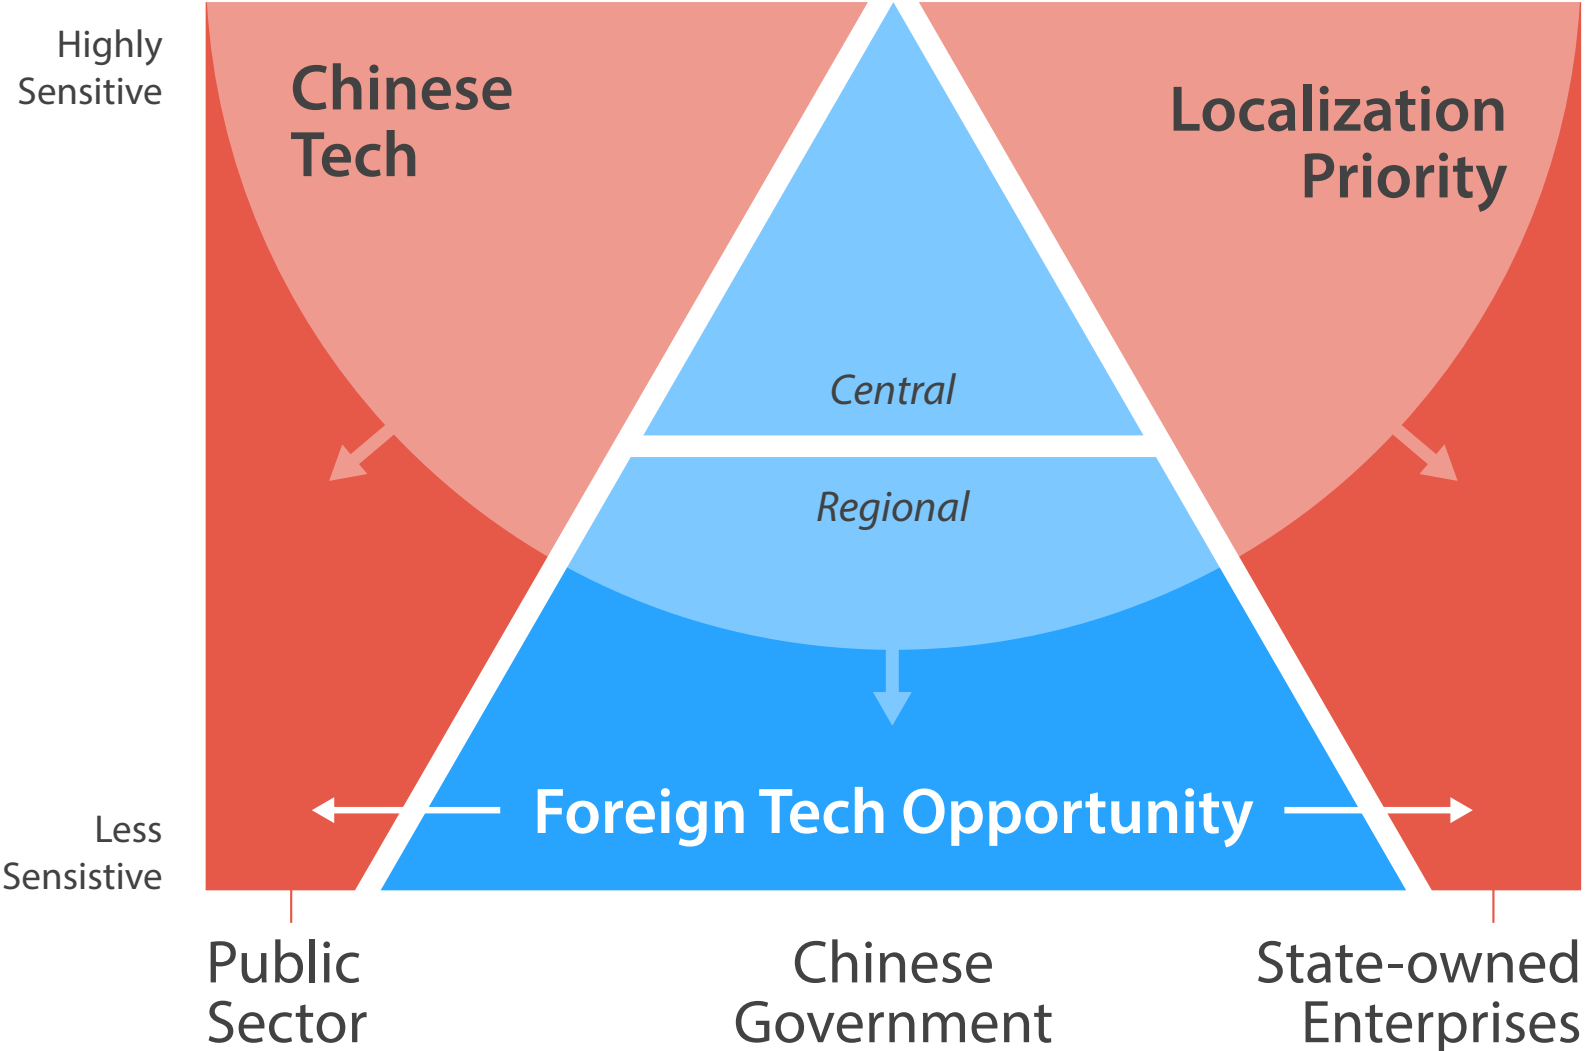 Highly
Sensitive
Chinese
Tech
Localization
Priority
Central
Regional
Foreign Tech Opportunity
Less
Sensistive
Public
Sector
Chinese
Government
State-owned
Enterprises